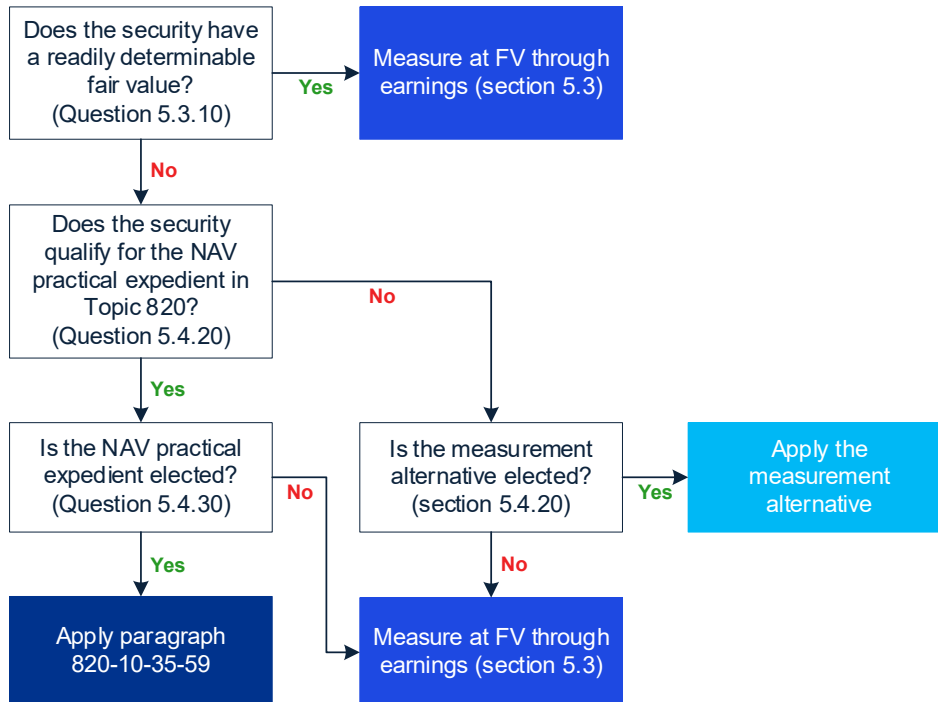 Does the security have
a readily determinable
fair value?
(Question 5.3.10)
Yes
Measure at FV through
earnings (section 5.3)
No
Does the security
qualify for the NAV
practical expedient in
Topic 820?
(Question 5.4.20)
No
Yes
Is the NAV practical
expedient elected?
(Question 5.4.30)
No
Is the measurement
alternative elected?
(section 5.4.20)
Yes
Apply the
measurement
alternative
Yes
No
Apply paragraph
820-10-35-59
Measure at FV through
earnings (section 5.3)